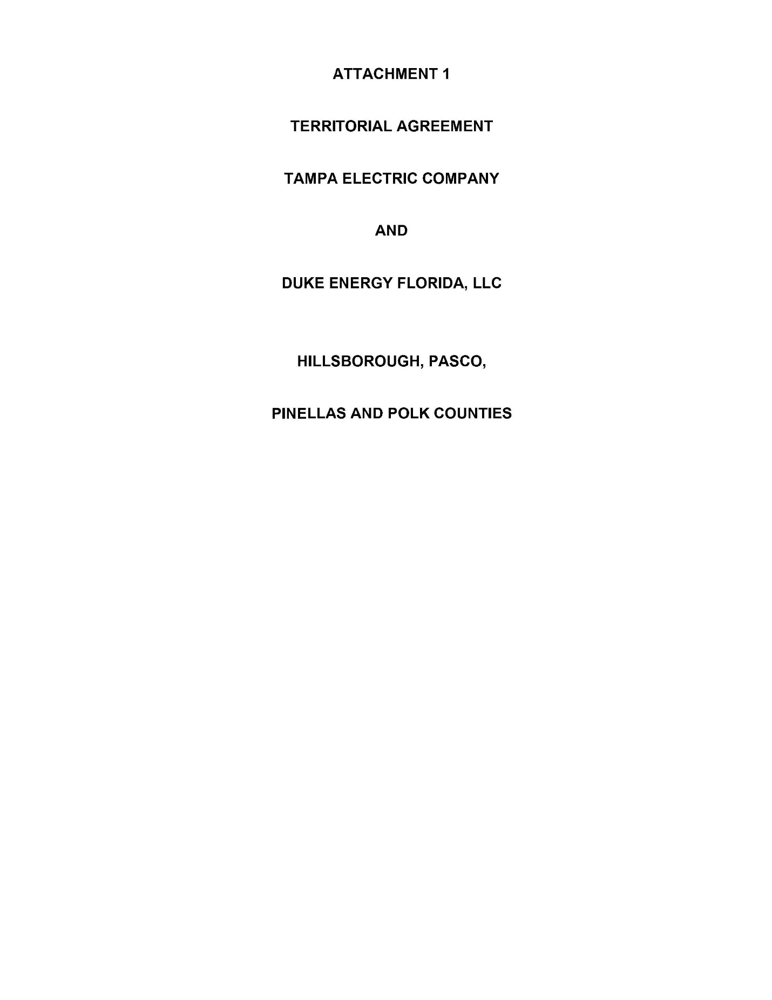 ATTACHMENT 1
TERRITORIAL AGREEMENT
TAMPA ELECTRIC COMPANY
AND
DUKE ENERGY FLORIDA, LLC
HILLSBOROUGH, PASCO,
PINELLAS AND POLK COUNTIES